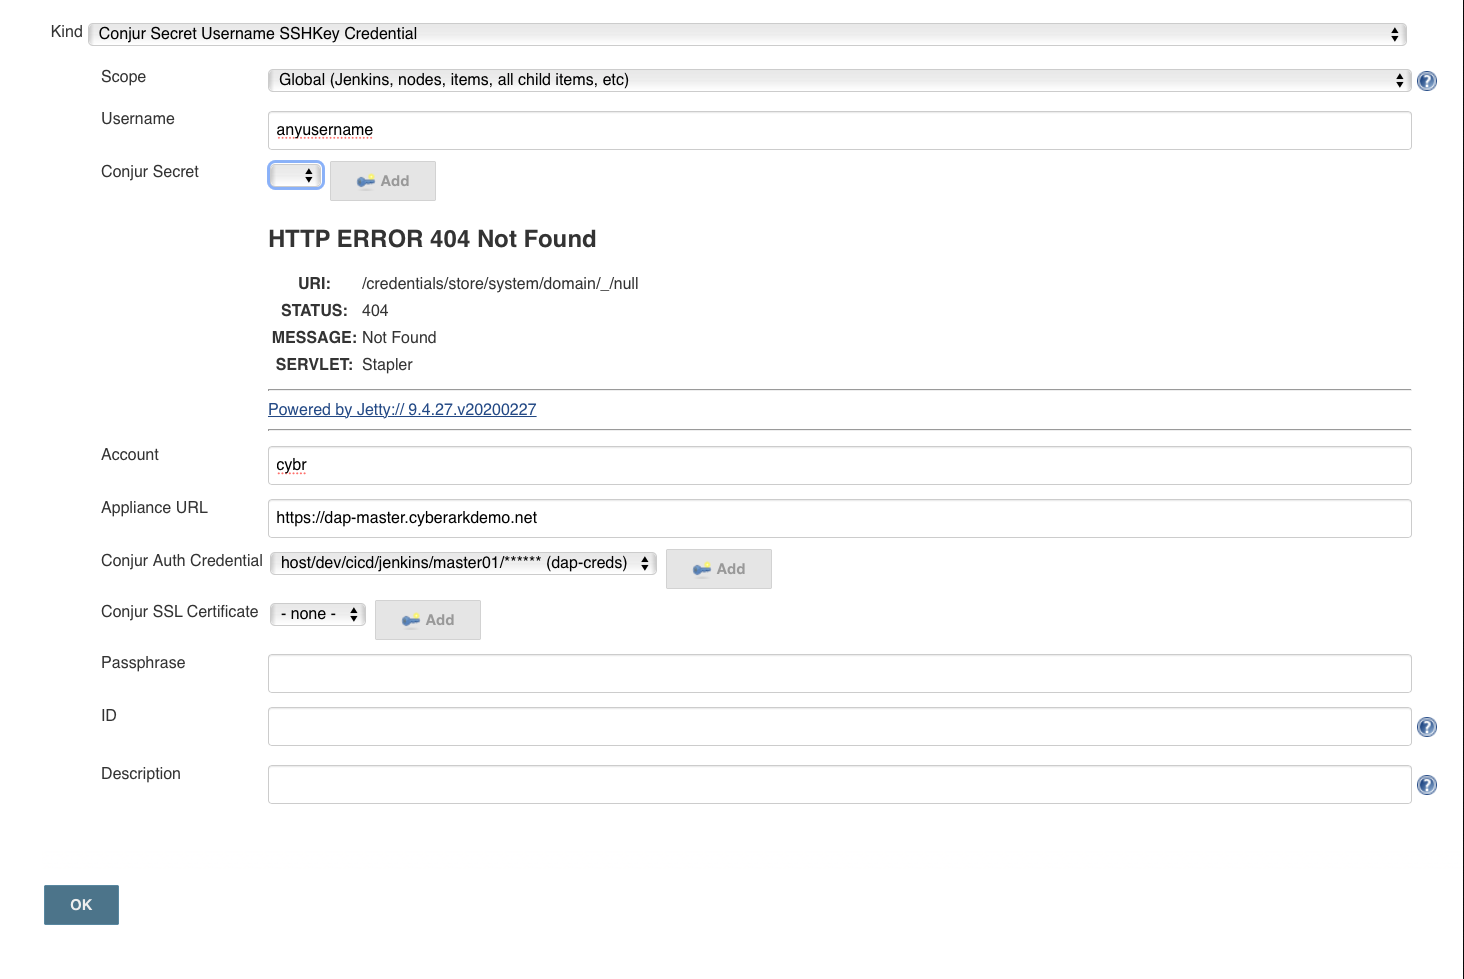 Kind Conjur Secret Username SSHKey Credential
Scope Global (Jenkins, nodes, items, all child items, etc) ?
Username anyusername
Conjur Secret Add
HTTP ERROR 404 Not Found
URI: /credentials/store/system/domain/_/null
STATUS: 404
MESSAGE: Not Found
SERVLET: Stapler
Powered by Jetty:// 9.4.27.v20200227
Account cybr
Appliance URL https://dap-master.cyberarkdemo.net
Conjur Auth Credential host/dev/cicd/jenkins/master01/****** (dap-creds) Add
Conjur SSL Certificate - none - Add
Passphrase
ID ?
Description ?
OK